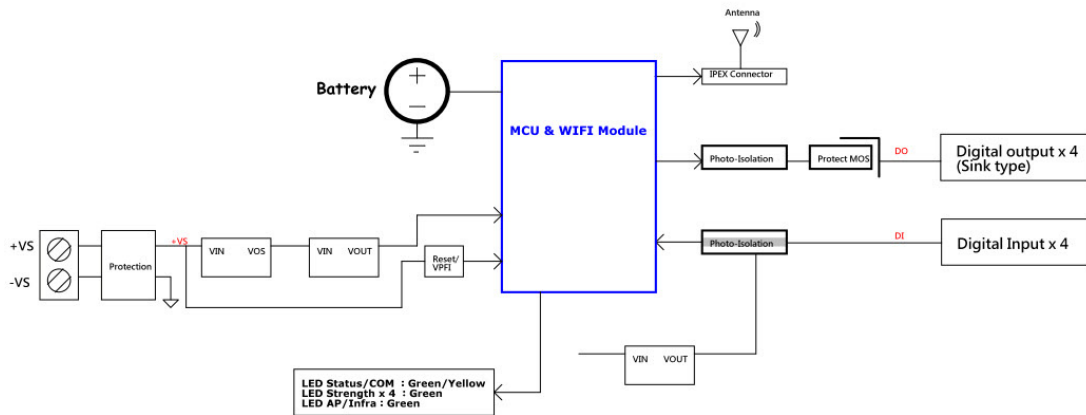 Antenna
IPEX Connector
Battery
+
−
MCU & WIFI Module
Photo-Isolation
Protect MOS
DO
Digital output x 4
(Sink type)
+VS
-VS
Protection
+VS
VIN VOS
VIN VOUT
Reset/
VPFI
Photo-Isolation
DI
Digital Input x 4
VIN VOUT
LED Status/COM : Green/Yellow
LED Strength x 4 : Green
LED AP/Infra : Green